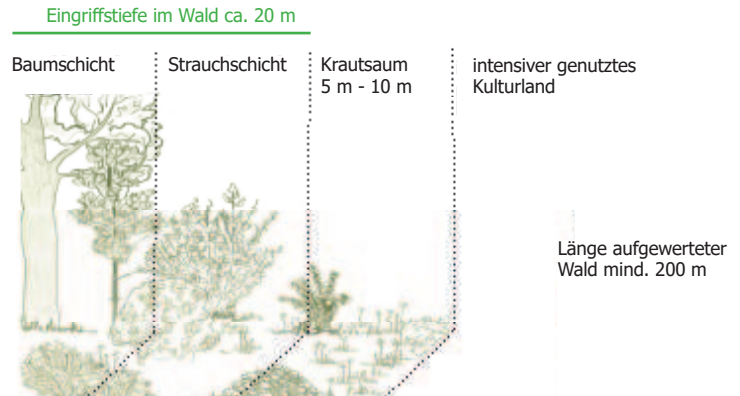 Eingriffstiefe im Wald ca. 20 m
Baumschicht
Strauchschicht
Krautsaum
5 m - 10 m
intensiver genutztes
Kulturland
Länge aufgewerteter
Wald mind. 200 m